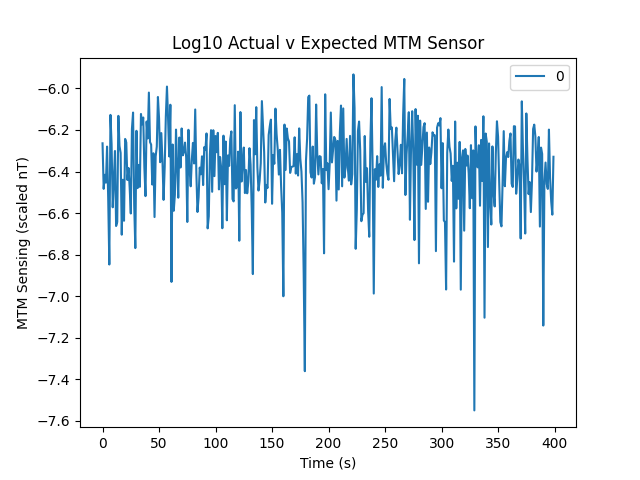 Log10 Actual v Expected MTM Sensor
0
MTM Sensing (scaled nT)
−6.0
−6.2
−6.4
−6.6
−6.8
−7.0
−7.2
−7.4
−7.6
0 50 100 150 200 250 300 350 400
Time (s)